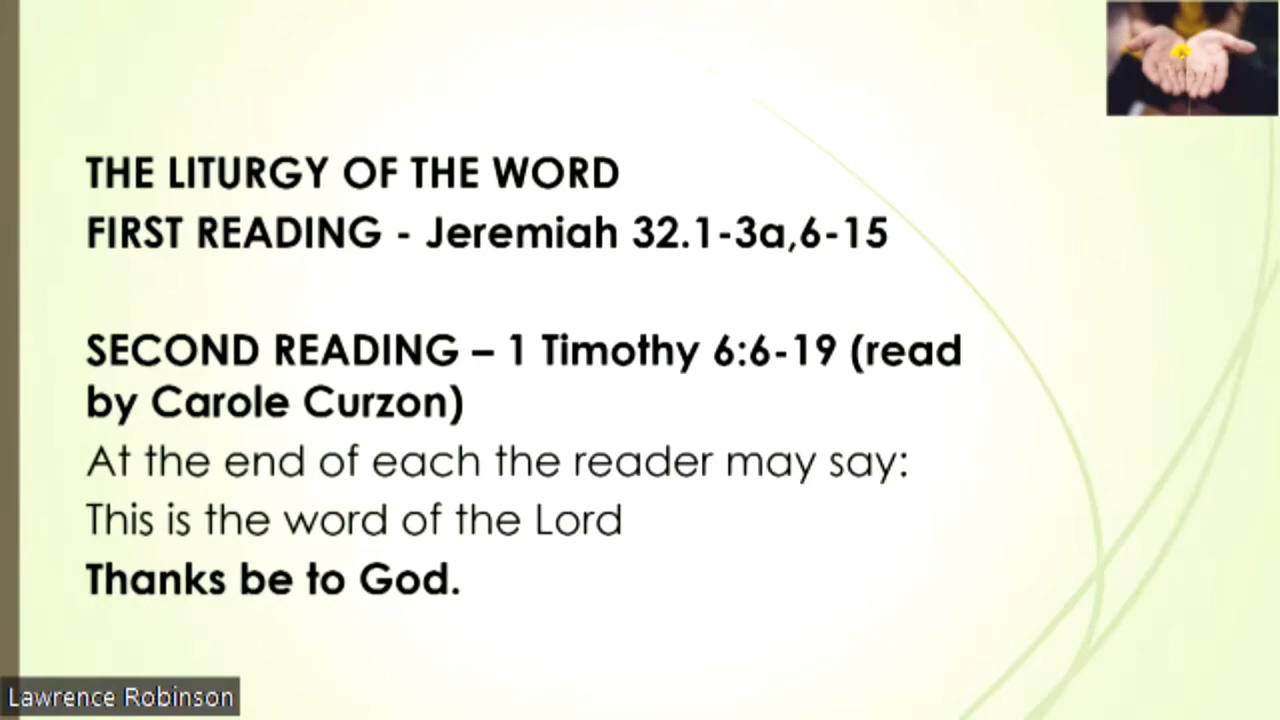 THE LITURGY OF THE WORD
FIRST READING - Jeremiah 32.1-3a,6-15
SECOND READING – 1 Timothy 6:6-19 (read
by Carole Curzon)
At the end of each the reader may say:
This is the word of the Lord
Thanks be to God.
Lawrence Robinson